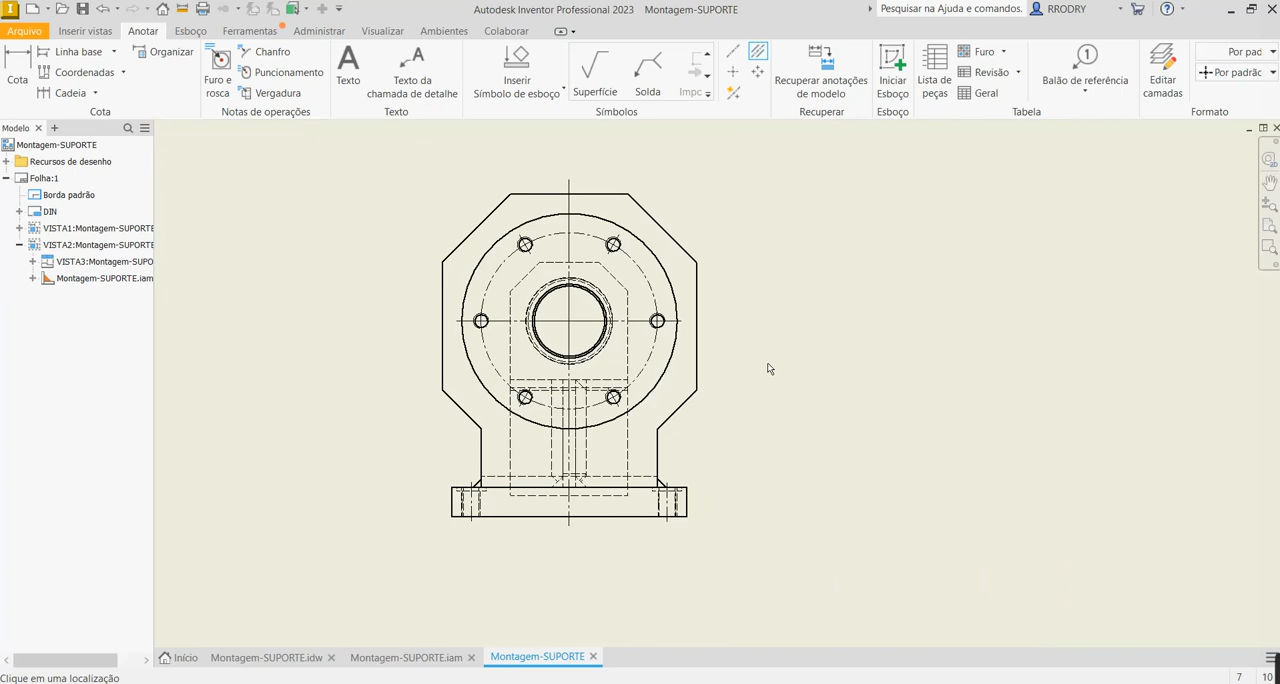 Autodesk Inventor Professional 2023 Montagem-SUPORTE
Pesquisar na Ajuda e comandos. RRODRY
Arquivo Inserir vistas Anotar Esboço Ferramentas Administrar Visualizar Ambientes Colaborar
Cota
Linha base
Coordenadas
Cadeia
Organizar
Cota
Furo e
rosca
Chanfro
Puncionamento
Vergadura
Notas de operações
Texto
Texto da
chamada de detalhe
Texto
Inserir
Símbolo de esboço
Superfície
Solda
Impc
Símbolos
Recuperar anotações
de modelo
Recuperar
Iniciar
Esboço
Esboço
Lista de
peças
Furo
Revisão
Geral
Balão de referência
Tabela
Editar
camadas
Por pad
Por padrão
Formato
Modelo
Montagem-SUPORTE
Recursos de desenho
Folha:1
Borda padrão
DIN
VISTA1:Montagem-SUPORTE
VISTA2:Montagem-SUPORTE
VISTA3:Montagem-SUPO
Montagem-SUPORTE.iam
Início Montagem-SUPORTE.idw Montagem-SUPORTE.iam Montagem-SUPORTE
Clique em uma localização
7 10